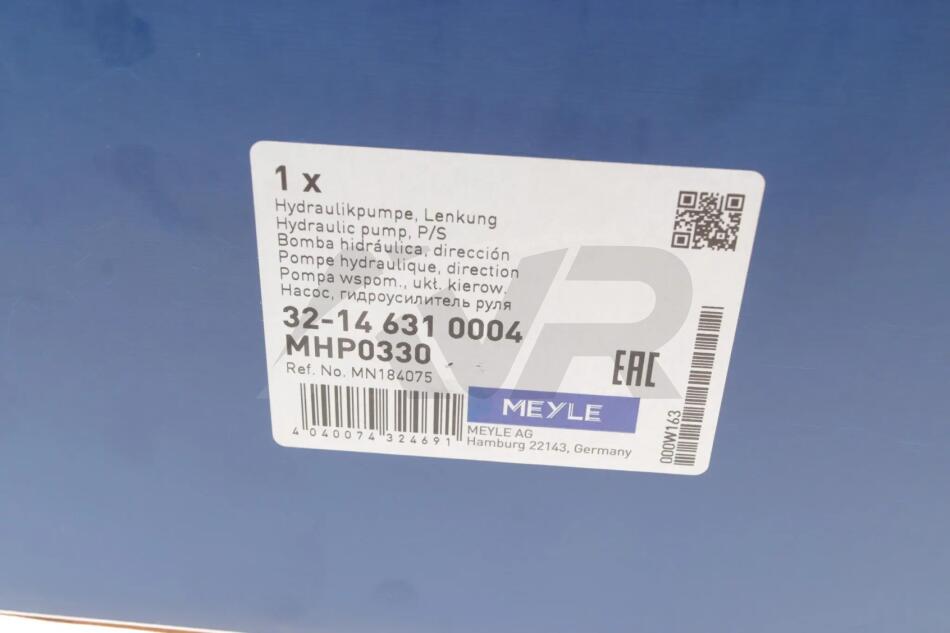 1 x
Hydraulikpumpe, Lenkung
Hydraulic pump, P/S
Bomba hidráulica, dirección
Pompe hydraulique, direction
Pompa wspom., ukł. kierow.
Насос, гидроусилитель руля
32-14 631 0004
MHP0330
Ref. No. MN184075
EAC
MEYLE
4 040074 324691
MEYLE AG
Hamburg 22143, Germany
000W163
AVR